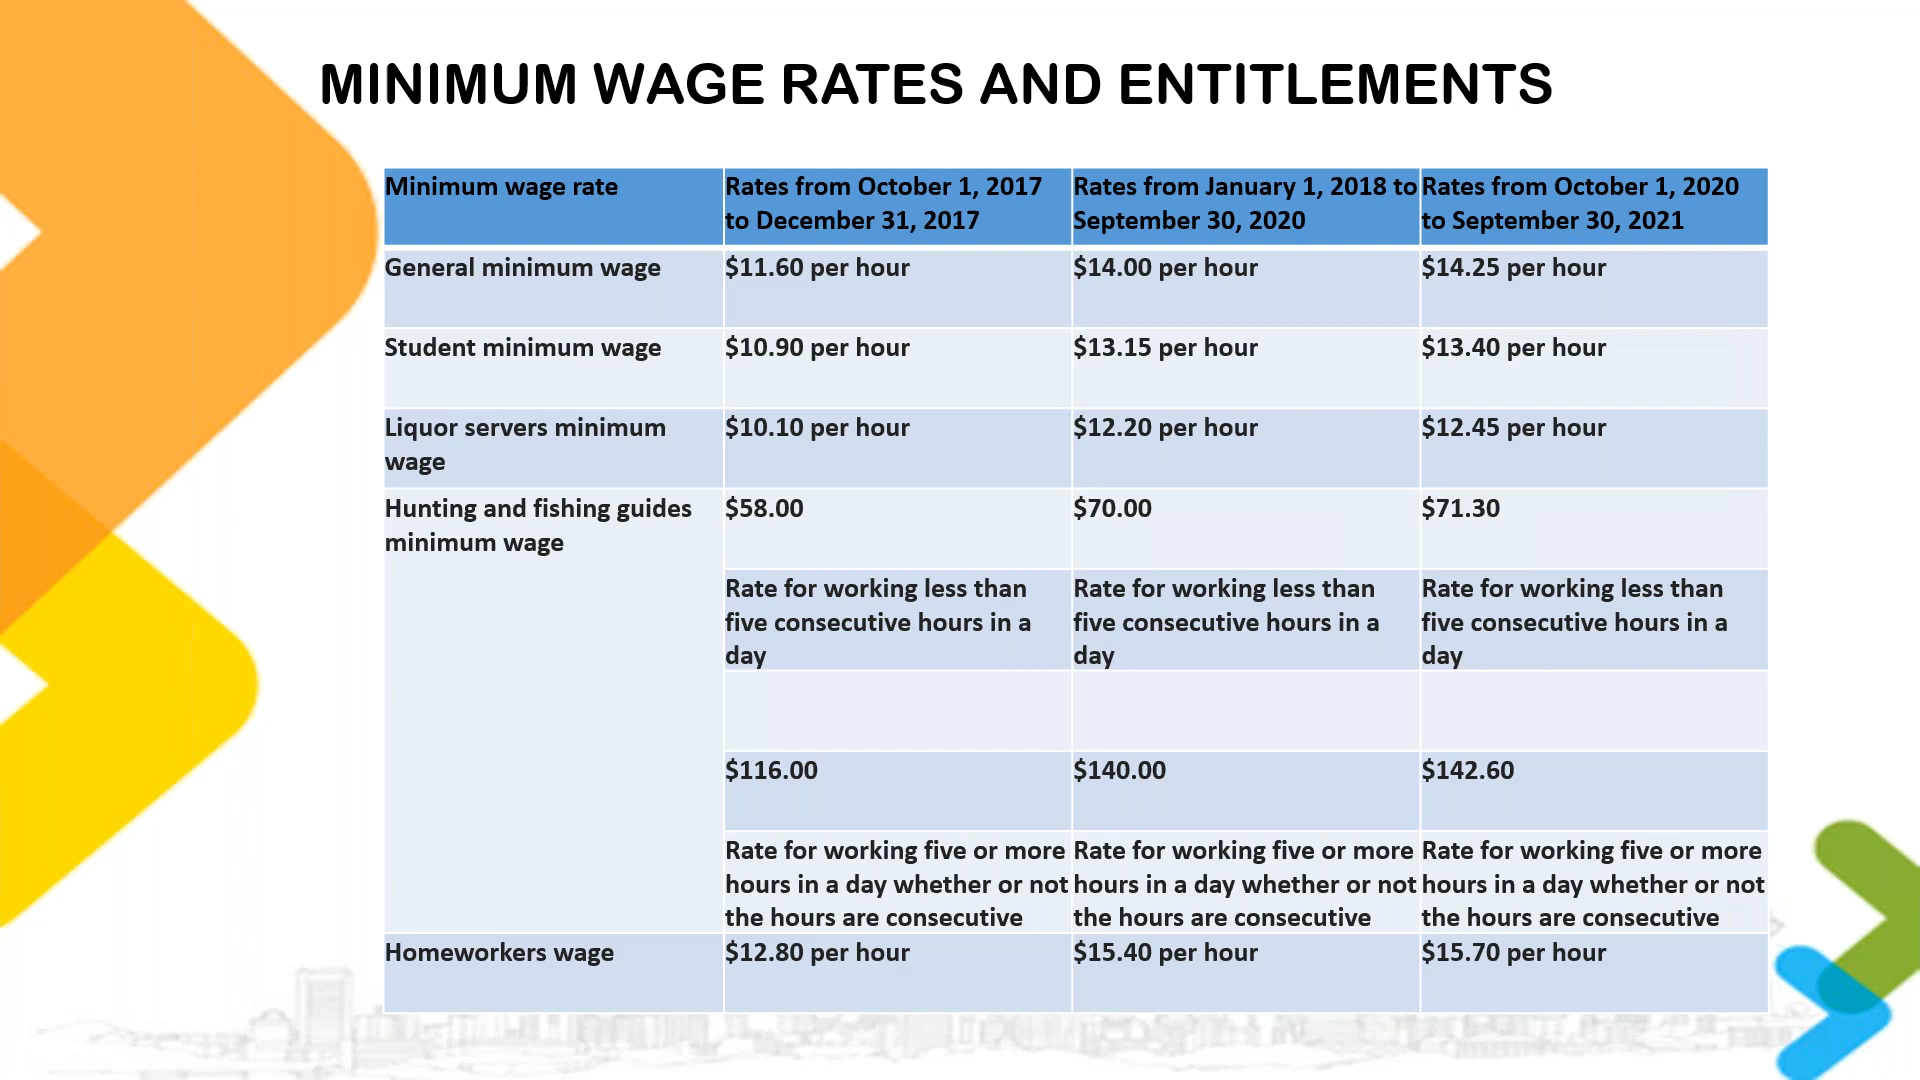 MINIMUM WAGE RATES AND ENTITLEMENTS
Minimum wage rate
Rates from October 1, 2017
to December 31, 2017
Rates from January 1, 2018 to
September 30, 2020
Rates from October 1, 2020
to September 30, 2021
General minimum wage
$11.60 per hour
$14.00 per hour
$14.25 per hour
Student minimum wage
$10.90 per hour
$13.15 per hour
$13.40 per hour
Liquor servers minimum
wage
$10.10 per hour
$12.20 per hour
$12.45 per hour
Hunting and fishing guides
minimum wage
$58.00
$70.00
$71.30
Rate for working less than
five consecutive hours in a
day
Rate for working less than
five consecutive hours in a
day
Rate for working less than
five consecutive hours in a
day
$116.00
$140.00
$142.60
Rate for working five or more
hours in a day whether or not
the hours are consecutive
Rate for working five or more
hours in a day whether or not
the hours are consecutive
Rate for working five or more
hours in a day whether or not
the hours are consecutive
Homeworkers wage
$12.80 per hour
$15.40 per hour
$15.70 per hour